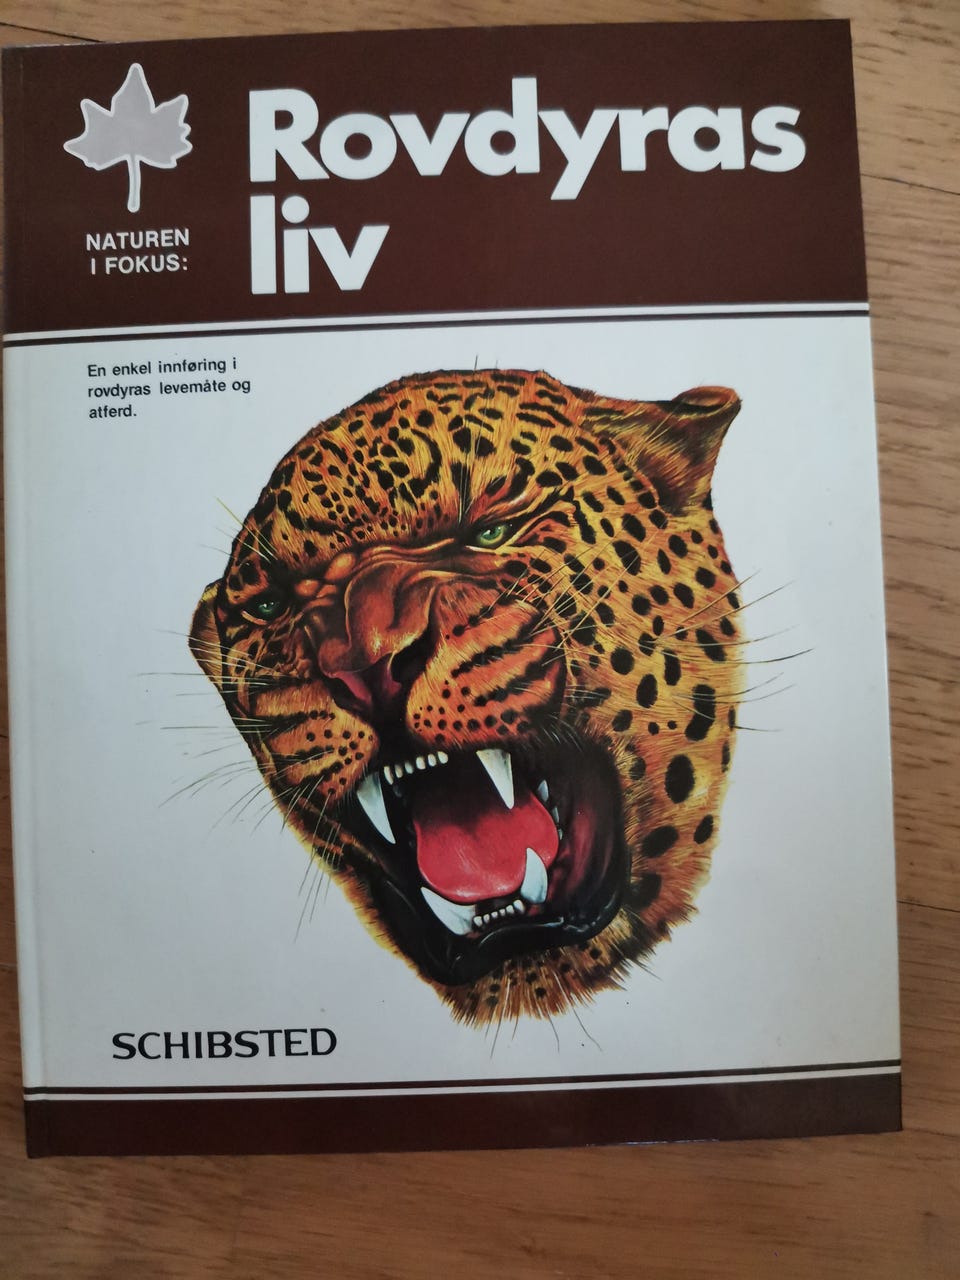 Rovdyras
liv
NATUREN
I FOKUS:
En enkel innføring i
rovdyras levemåte og
atferd.
SCHIBSTED